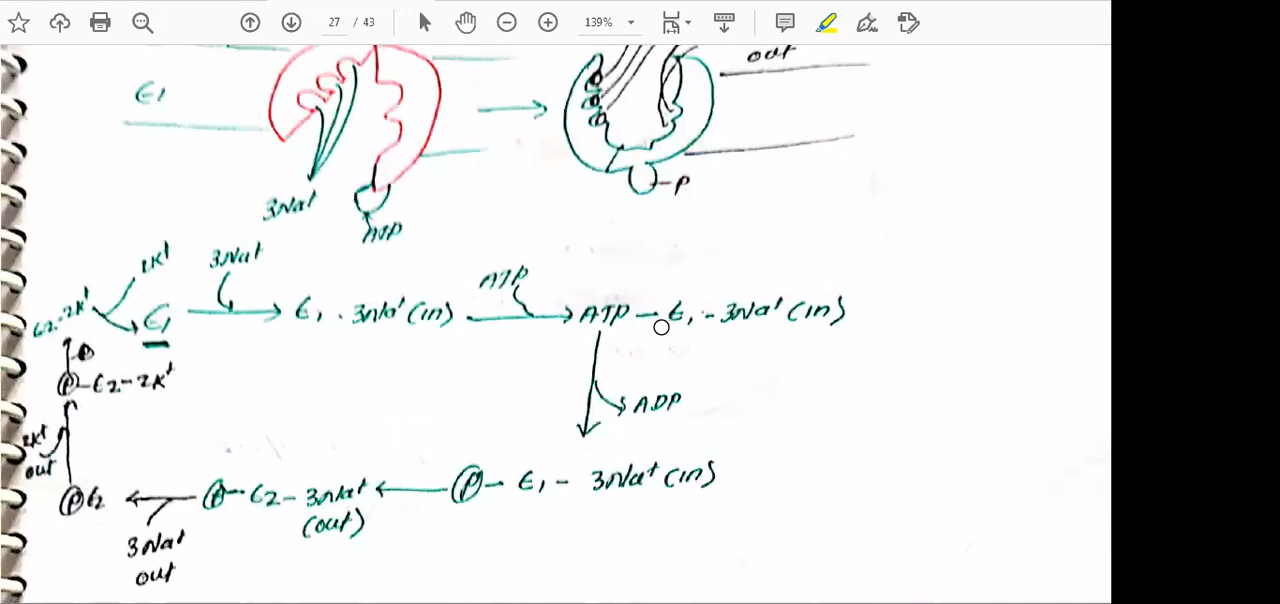 27 / 43
139%
out
E1
P
3Na+
ATP
2K+
3Na+
ATP
E2-2K+
E1
E1 . 3Na+ (in)
ATP - E1 - 3Na+ (in)
P - E2 - 2K+
ADP
2K+
out
P E2
P - E2 - 3Na+
(out)
P - E1 - 3Na+ (in)
3Na+
out